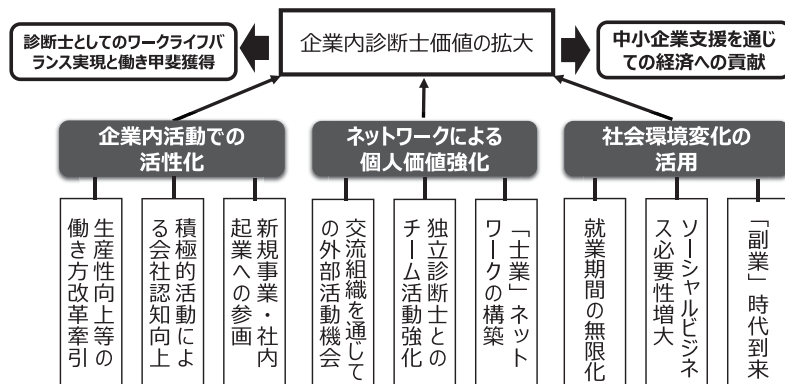 診断士としてのワークライフバ
ランス実現と働き甲斐獲得
企業内診断士価値の拡大
中小企業支援を通じ
ての経済への貢献
企業内活動での
活性化
ネットワークによる
個人価値強化
社会環境変化の
活用
生産性向上等の
働き方改革牽引
積極的活動によ
る会社認知向上
新規事業・社内
起業への参画
交流組織を通じて
の外部活動機会
独立診断士との
チーム活動強化
「士業」ネット
ワークの構築
就業期間の無限化
ソーシャルビジネ
ス必要性増大
「副業」時代到来